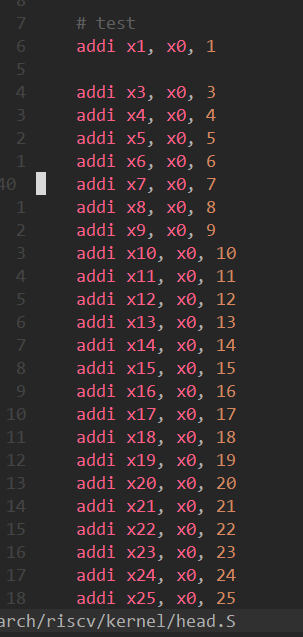 8
7 # test
6 addi x1, x0, 1
5
4 addi x3, x0, 3
3 addi x4, x0, 4
2 addi x5, x0, 5
1 addi x6, x0, 6
40 addi x7, x0, 7
1 addi x8, x0, 8
2 addi x9, x0, 9
3 addi x10, x0, 10
4 addi x11, x0, 11
5 addi x12, x0, 12
6 addi x13, x0, 13
7 addi x14, x0, 14
8 addi x15, x0, 15
9 addi x16, x0, 16
10 addi x17, x0, 17
11 addi x18, x0, 18
12 addi x19, x0, 19
13 addi x20, x0, 20
14 addi x21, x0, 21
15 addi x22, x0, 22
16 addi x23, x0, 23
17 addi x24, x0, 24
18 addi x25, x0, 25
arch/riscv/kernel/head.S